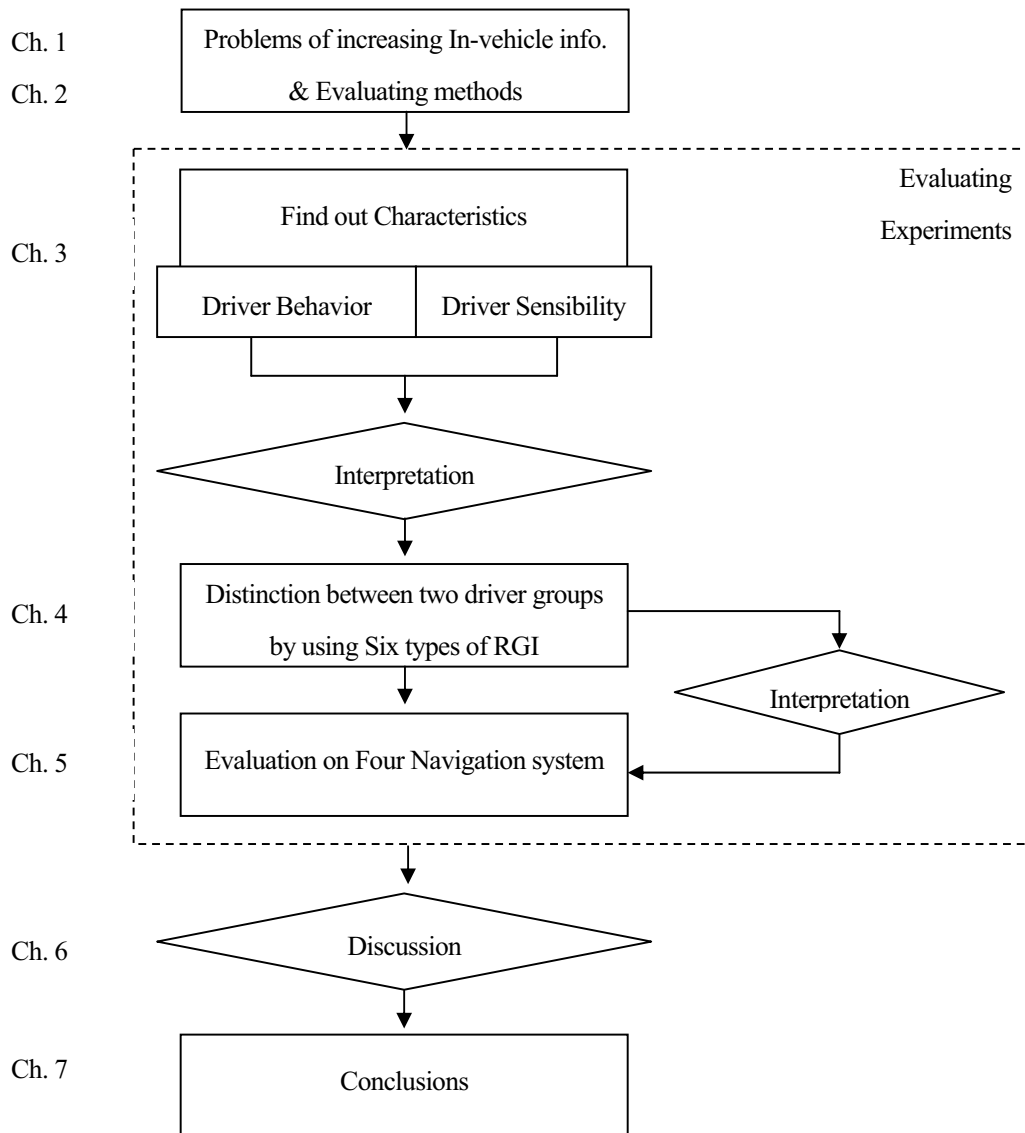 Ch. 1
Problems of increasing In-vehicle info.
Ch. 2
& Evaluating methods
Evaluating
Experiments
Ch. 3
Find out Characteristics
Driver Behavior
Driver Sensibility
Interpretation
Ch. 4
Distinction between two driver groups
by using Six types of RGI
Interpretation
Ch. 5
Evaluation on Four Navigation system
Ch. 6
Discussion
Ch. 7
Conclusions